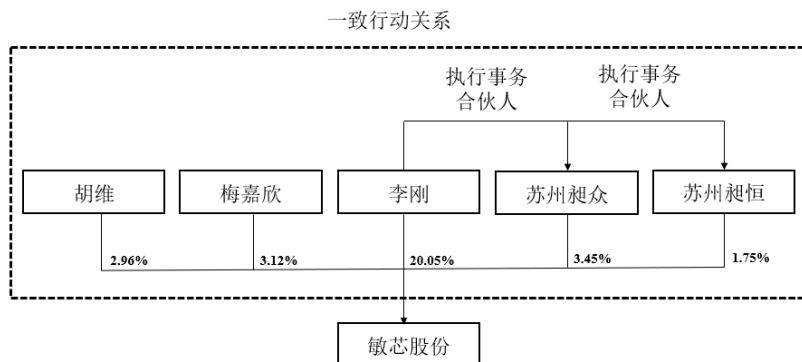 一致行动关系
执行事务
合伙人
执行事务
合伙人
胡维
梅嘉欣
李刚
苏州昶众
苏州昶恒
2.96%
3.12%
20.05%
3.45%
1.75%
敏芯股份